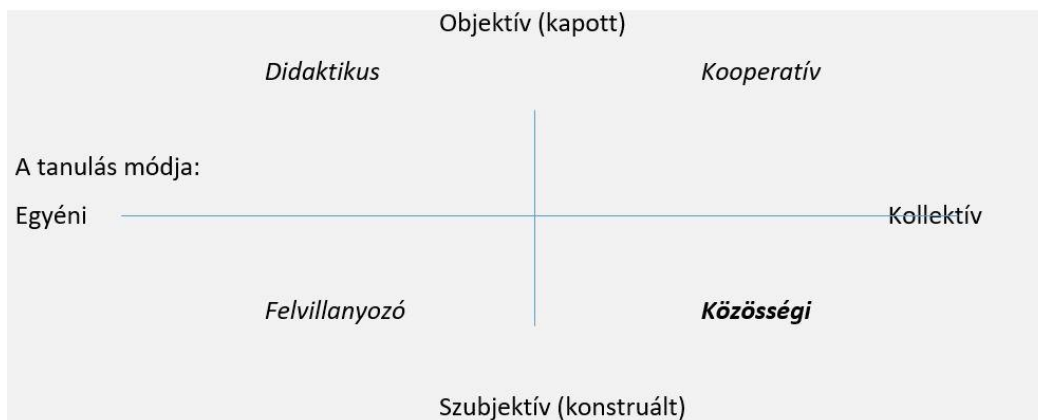 Objektív (kapott)
Didaktikus Kooperatív
A tanulás módja:
Egyéni Kollektív
Felvillanyozó Közösségi
Szubjektív (konstruált)